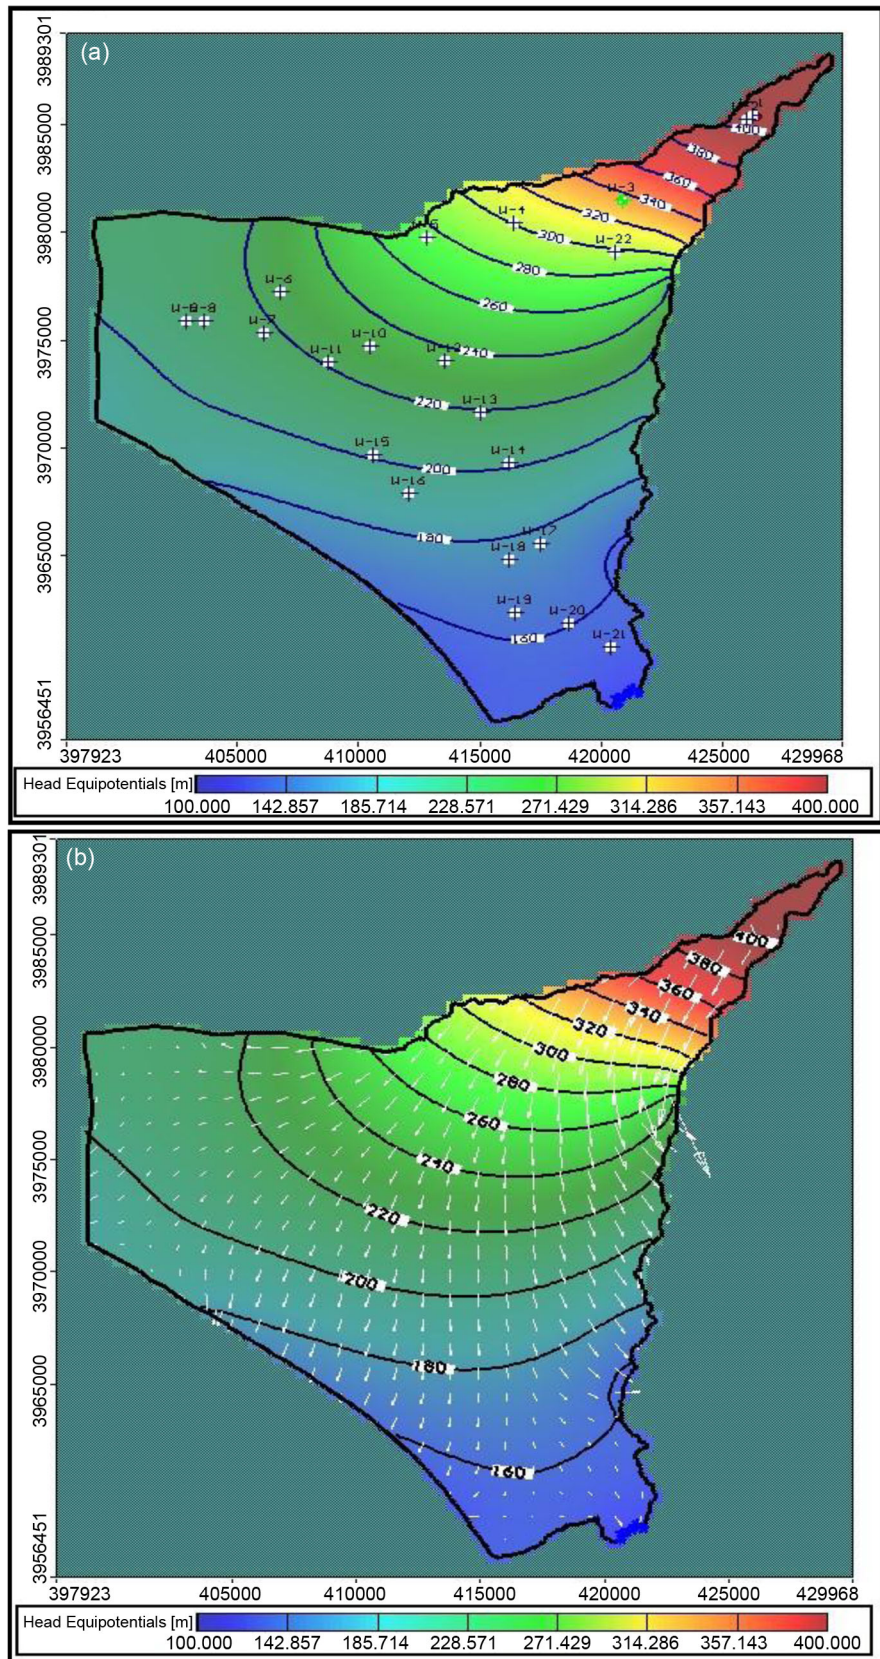 (a)
3989301
3985000
3980000
3975000
3970000
3965000
3956451
400
380
360
W-3
340
W-4
320
300
W-22
280
260
W-6
W-8
W-7
W-10
W-11
240
W-13
220
W-15
W-14
200
W-16
180
W-17
W-18
W-19
W-20
160
W-21
397923 405000 410000 415000 420000 425000 429968
Head Equipotentials [m]
100.000 142.857 185.714 228.571 271.429 314.286 357.143 400.000
(b)
3989301
3985000
3980000
3975000
3970000
3965000
3956451
400
380
360
340
320
300
280
260
240
220
200
180
160
397923 405000 410000 415000 420000 425000 429968
Head Equipotentials [m]
100.000 142.857 185.714 228.571 271.429 314.286 357.143 400.000